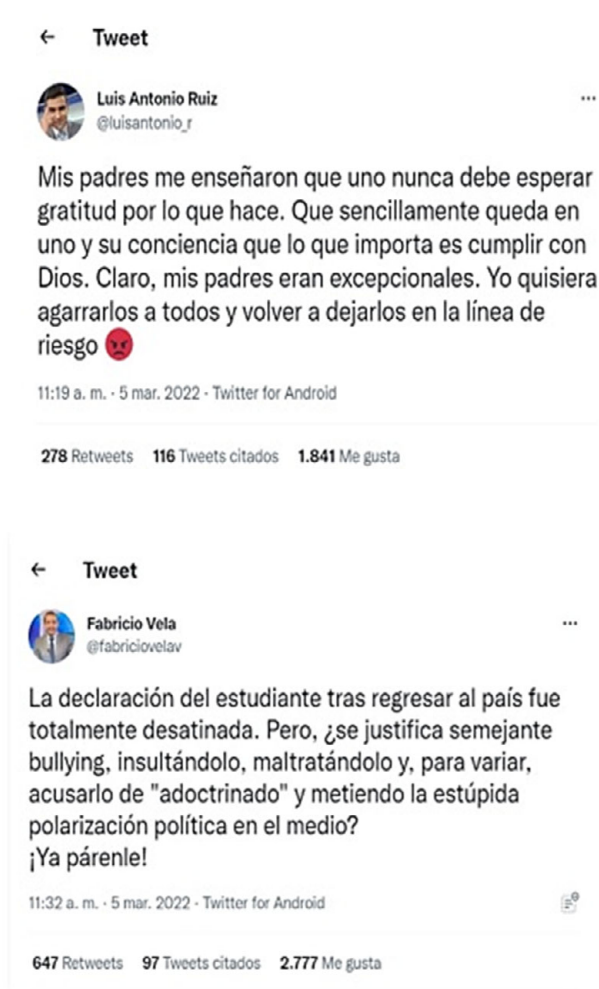 ← Tweet
Luis Antonio Ruiz
@luisantonio_r
...
Mis padres me enseñaron que uno nunca debe esperar
gratitud por lo que hace. Que sencillamente queda en
uno y su conciencia que lo que importa es cumplir con
Dios. Claro, mis padres eran excepcionales. Yo quisiera
agarrarlos a todos y volver a dejarlos en la línea de
riesgo 😡
11:19 a. m. · 5 mar. 2022 · Twitter for Android
278 Retweets 116 Tweets citados 1.841 Me gusta
← Tweet
Fabricio Vela
@fabriciovelav
...
La declaración del estudiante tras regresar al país fue
totalmente desatinada. Pero, ¿se justifica semejante
bullying, insultándolo, maltratándolo y, para variar,
acusarlo de "adoctrinado" y metiendo la estúpida
polarización política en el medio?
¡Ya párenle!
11:32 a. m. · 5 mar. 2022 · Twitter for Android
647 Retweets 97 Tweets citados 2.777 Me gusta